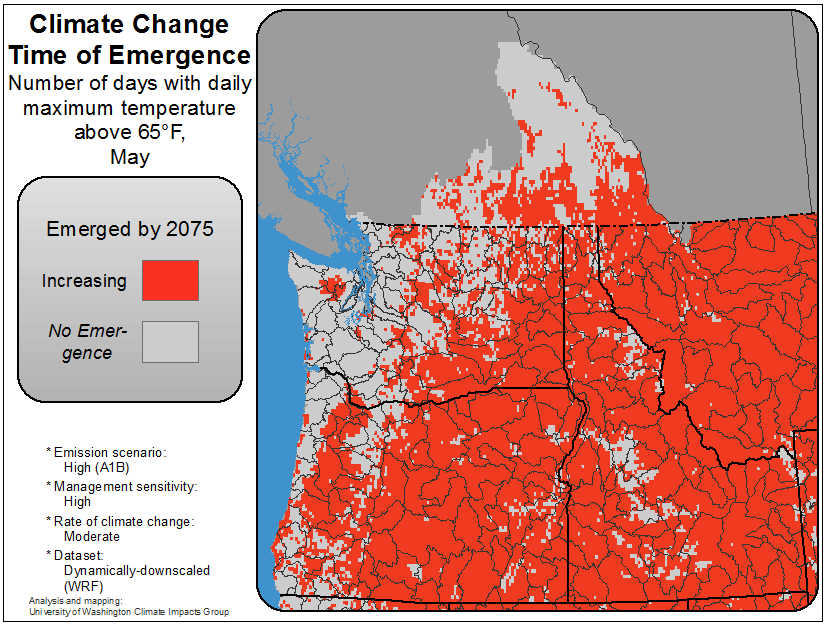 Climate Change
Time of Emergence
Number of days with daily
maximum temperature
above 65°F,
May
Emerged by 2075
Increasing
No Emer-
gence
* Emission scenario:
High (A1B)
* Management sensitivity:
High
* Rate of climate change:
Moderate
* Dataset:
Dynamically-downscaled
(WRF)
Analysis and mapping:
University of Washington Climate Impacts Group